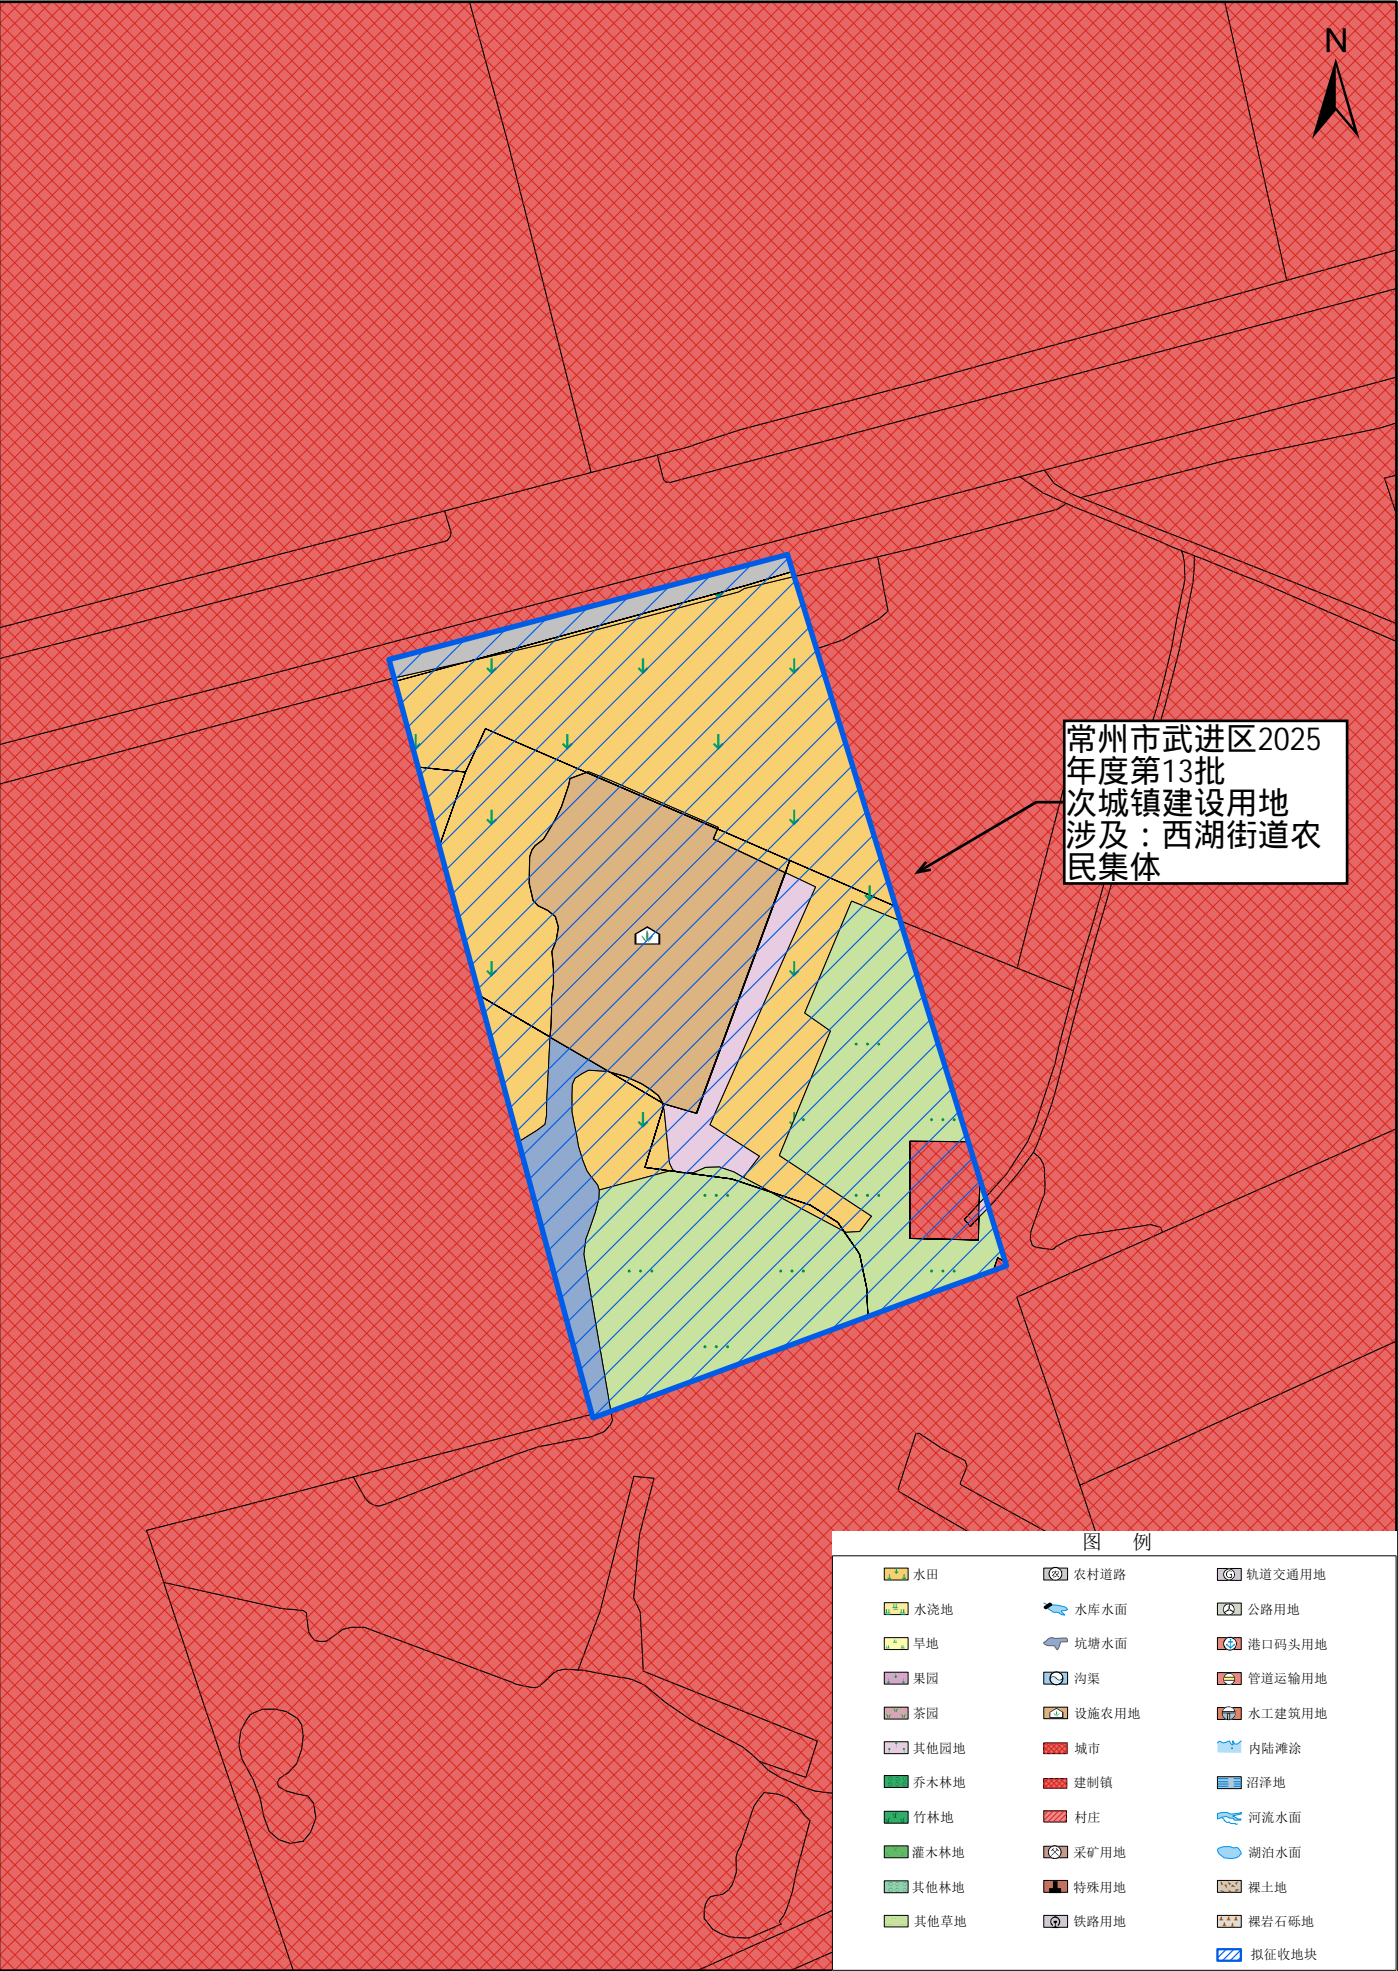 N
常州市武进区2025
年度第13批
次城镇建设用地
涉及：西湖街道农
民集体
图 例
水田
农村道路
轨道交通用地
水浇地
水库水面
公路用地
旱地
坑塘水面
港口码头用地
果园
沟渠
管道运输用地
茶园
设施农用地
水工建筑用地
其他园地
城市
内陆滩涂
乔木林地
建制镇
沼泽地
竹林地
村庄
河流水面
灌木林地
采矿用地
湖泊水面
其他林地
特殊用地
裸土地
其他草地
铁路用地
裸岩石砾地
拟征收地块